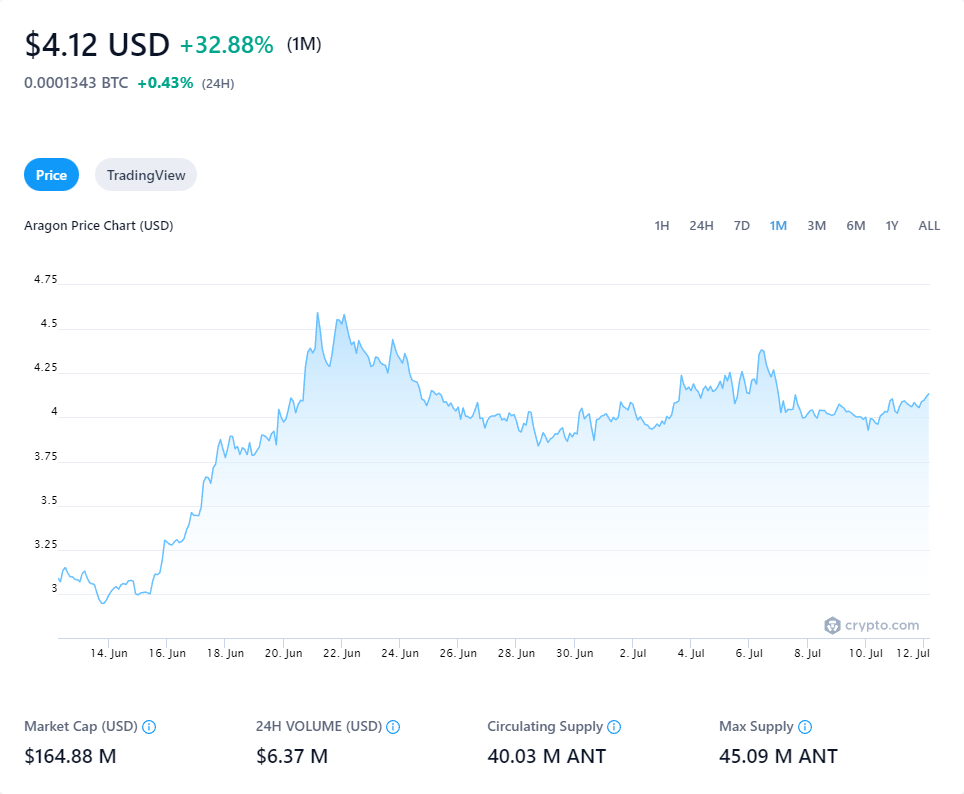 $4.12 USD +32.88% (1M)
0.0001343 BTC +0.43% (24H)
Price TradingView
Aragon Price Chart (USD) 1H 24H 7D 1M 3M 6M 1Y ALL
4.75
4.5
4.25
4
3.75
3.5
3.25
3
crypto.com
14. Jun 16. Jun 18. Jun 20. Jun 22. Jun 24. Jun 26. Jun 28. Jun 30. Jun 2. Jul 4. Jul 6. Jul 8. Jul 10. Jul 12. Jul
Market Cap (USD) 24H VOLUME (USD) Circulating Supply Max Supply
$164.88 M $6.37 M 40.03 M ANT 45.09 M ANT